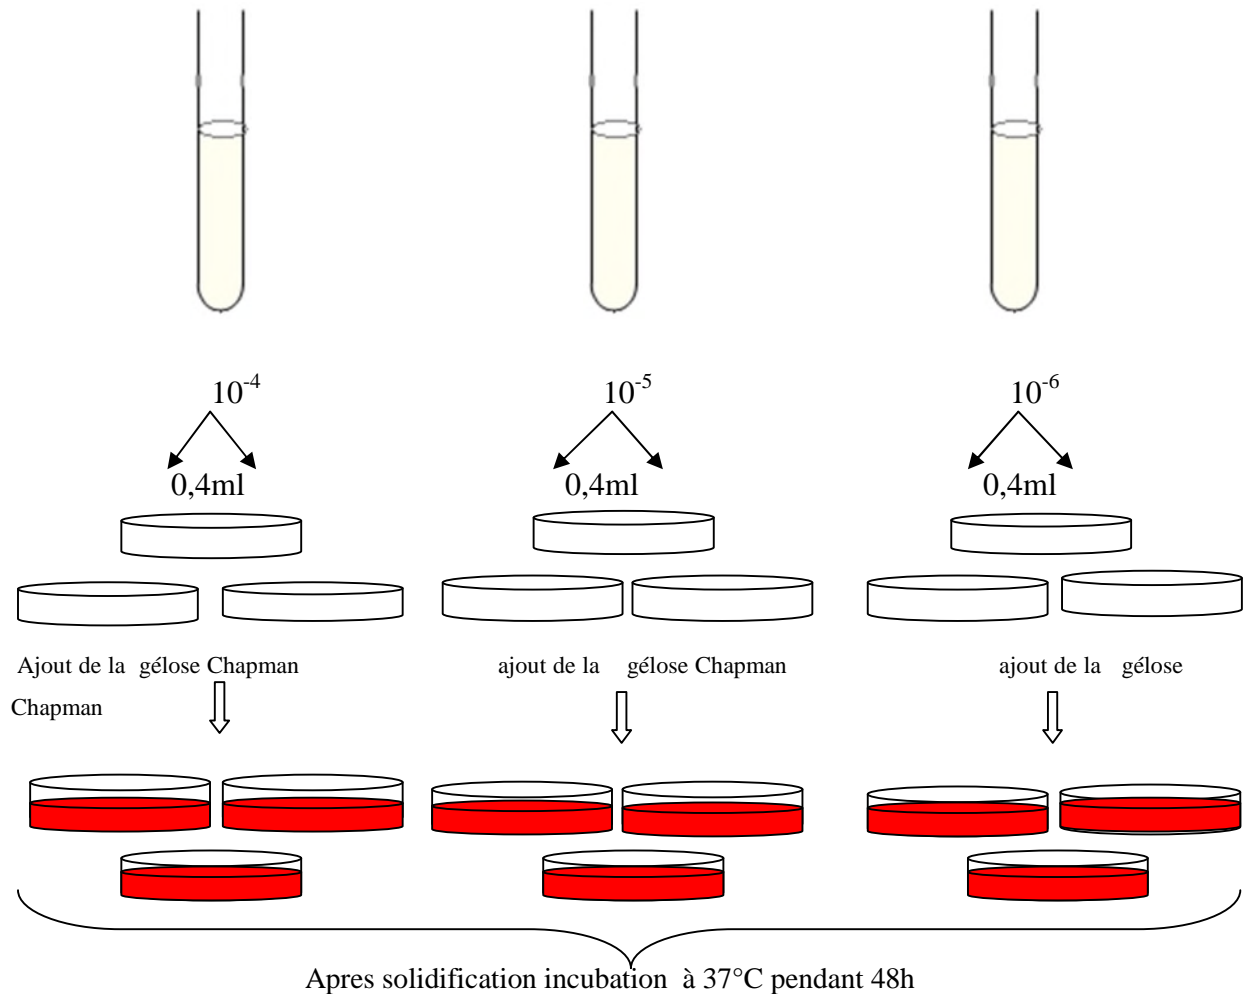 10⁻⁴ 10⁻⁵ 10⁻⁶
0,4ml 0,4ml 0,4ml
Ajout de la gélose Chapman ajout de la gélose Chapman ajout de la gélose
Chapman
Apres solidification incubation à 37°C pendant 48h